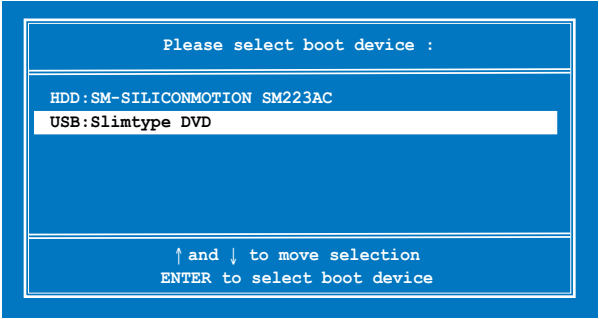 Please select boot device :
HDD:SM-SILICONMOTION SM223AC
USB:Slimtype DVD
↑and ↓ to move selection
ENTER to select boot device